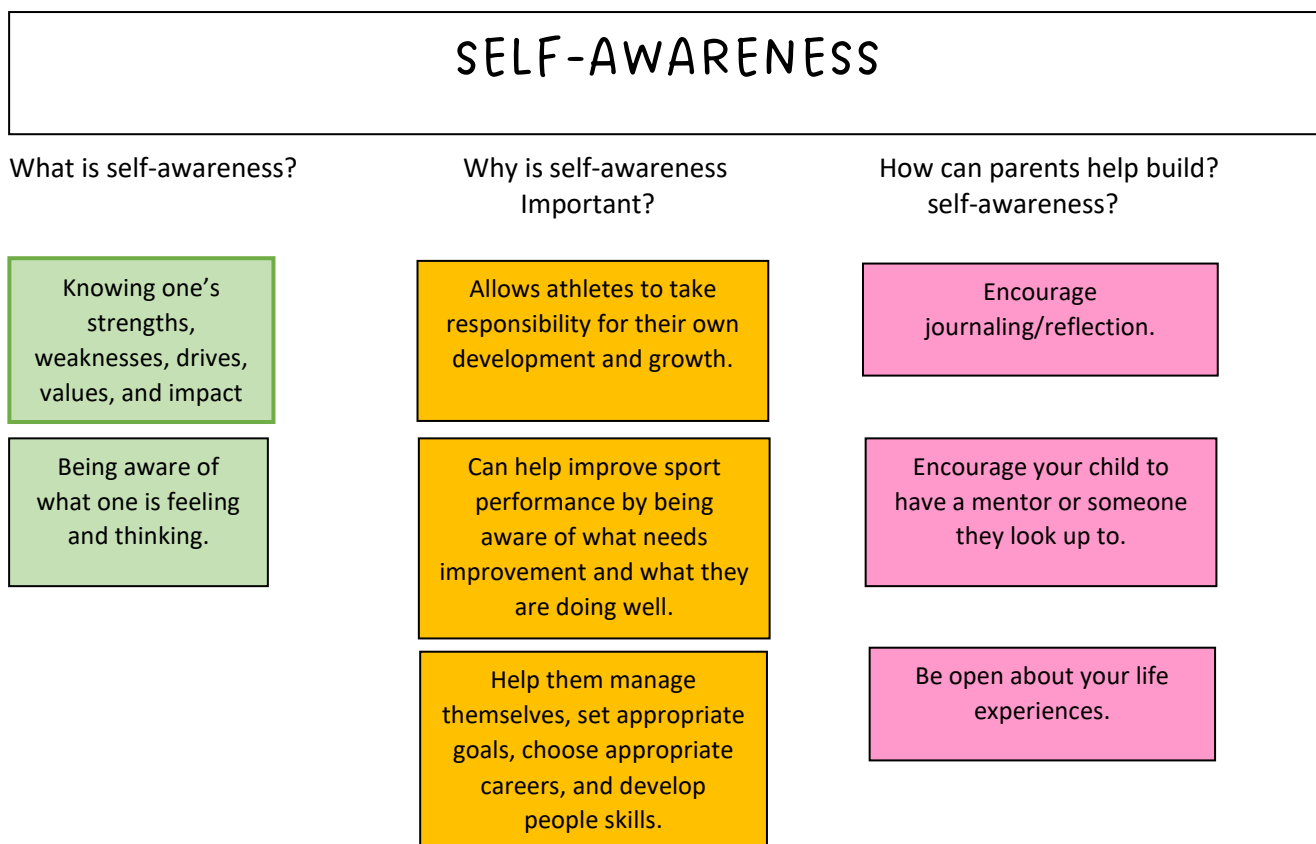 SELF-AWARENESS
What is self-awareness?
Knowing one’s
strengths,
weaknesses, drives,
values, and impact
Being aware of
what one is feeling
and thinking.
Why is self-awareness
Important?
Allows athletes to take
responsibility for their own
development and growth.
Can help improve sport
performance by being
aware of what needs
improvement and what they
are doing well.
Help them manage
themselves, set appropriate
goals, choose appropriate
careers, and develop
people skills.
How can parents help build?
self-awareness?
Encourage
journaling/reflection.
Encourage your child to
have a mentor or someone
they look up to.
Be open about your life
experiences.